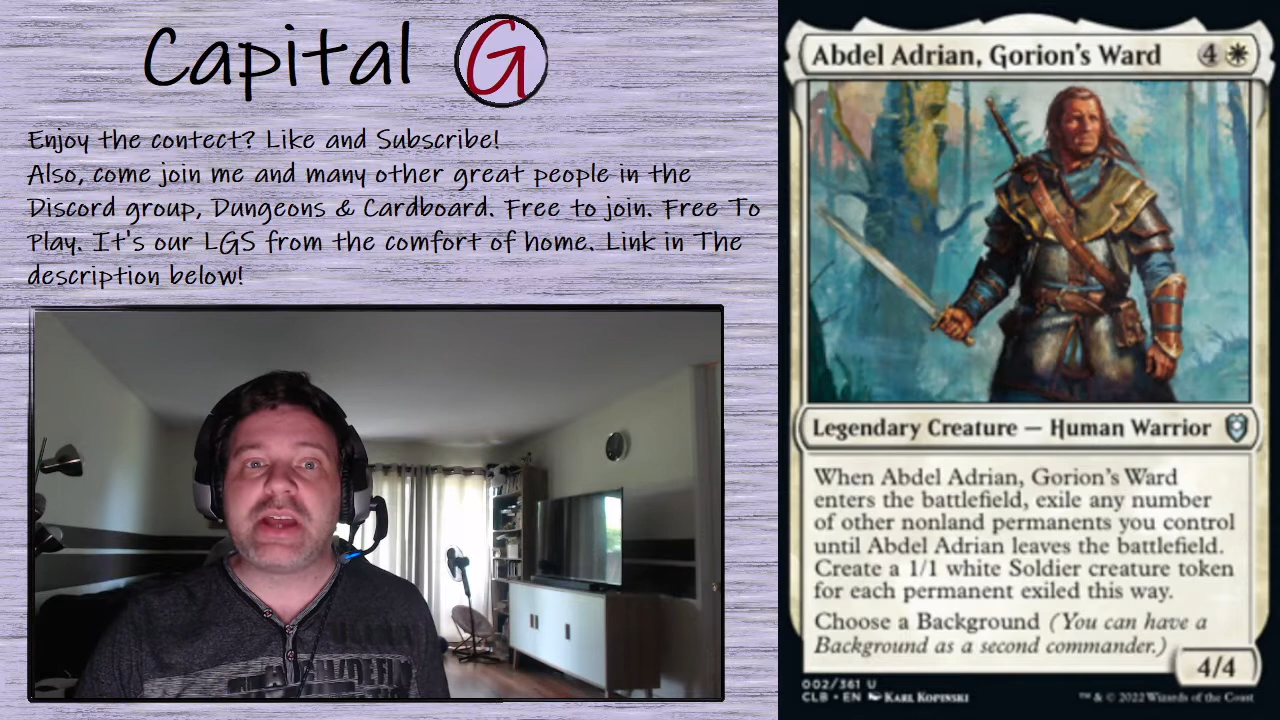 Capital G
Enjoy the contect? Like and Subscribe!
Also, come join me and many other great people in the
Discord group, Dungeons & Cardboard. Free to join. Free To
Play. It's our LGS from the comfort of home. Link in The
description below!
Abdel Adrian, Gorion's Ward 4
Legendary Creature — Human Warrior
When Abdel Adrian, Gorion's Ward
enters the battlefield, exile any number
of other nonland permanents you control
until Abdel Adrian leaves the battlefield.
Create a 1/1 white Soldier creature token
for each permanent exiled this way.
Choose a Background (You can have a
Background as a second commander.)
4/4
002/361 U
CLB • EN Karl Kopinski
™ & © 2022 Wizards of the Coast